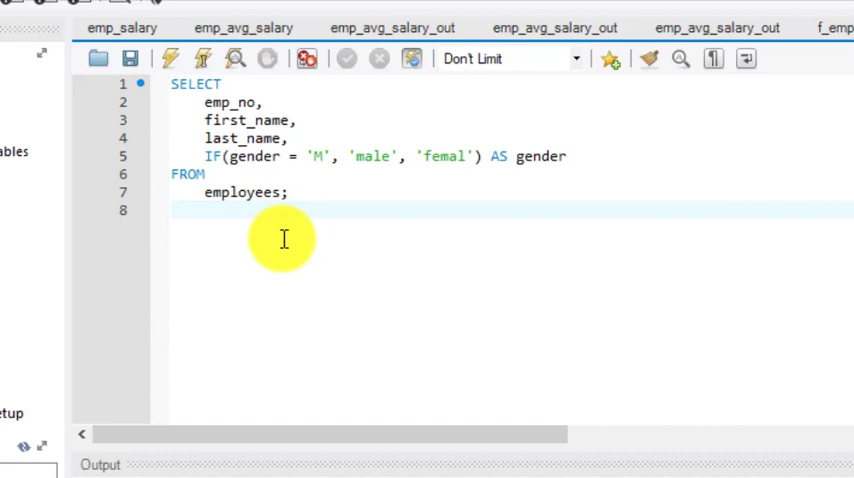 emp_salary emp_avg_salary emp_avg_salary_out emp_avg_salary_out emp_avg_salary_out f_emp
Don't Limit
1 SELECT
2 emp_no,
3 first_name,
4 last_name,
5 IF(gender = 'M', 'male', 'femal') AS gender
6 FROM
7 employees;
8
ables
etup
Output